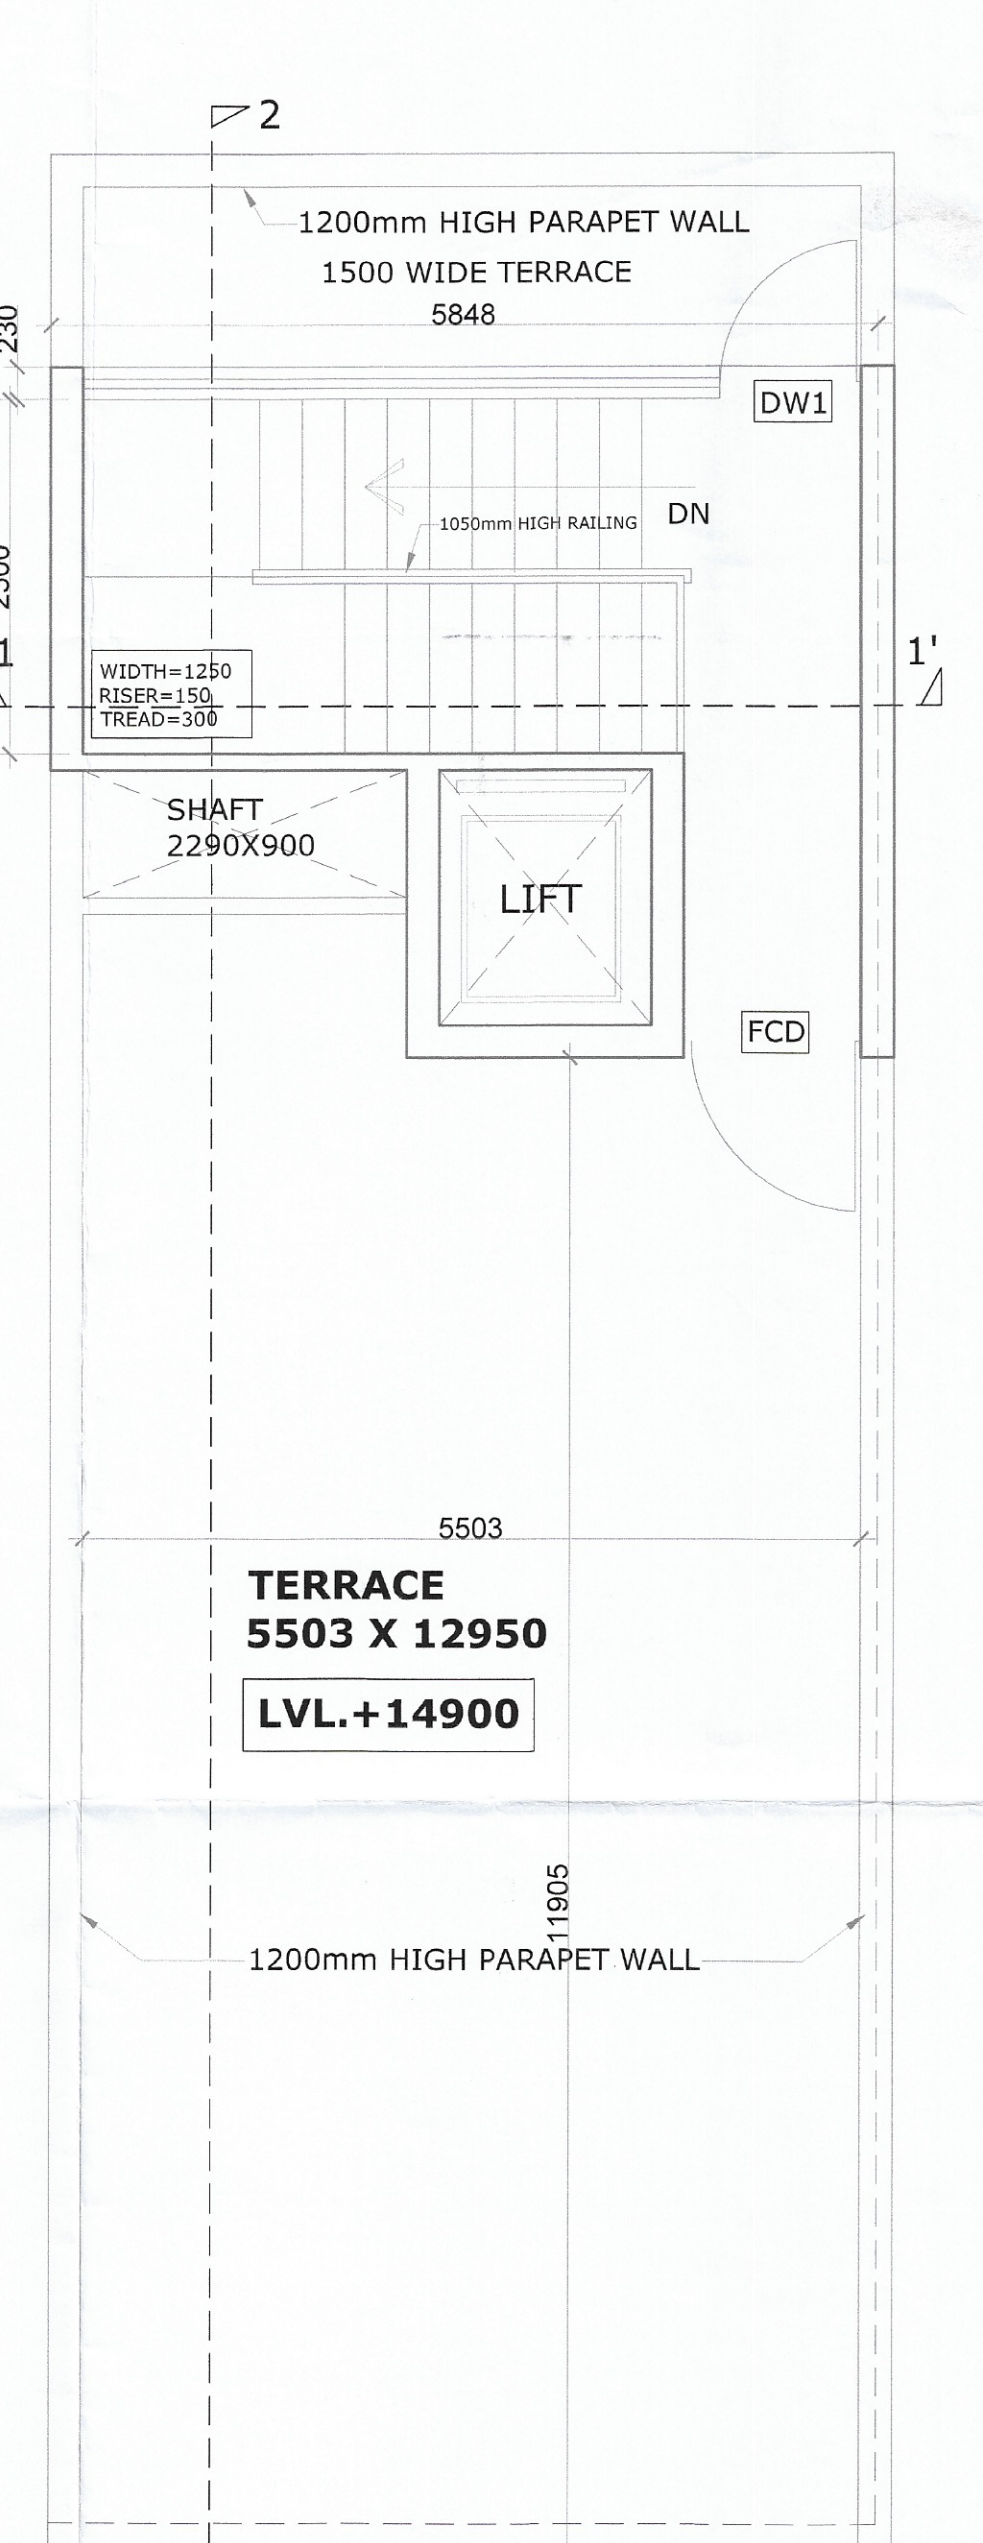 2
1200mm HIGH PARAPET WALL
1500 WIDE TERRACE
5848
230
DW1
DN
1050mm HIGH RAILING
1
1'
WIDTH=1250
RISER=150
TREAD=300
SHAFT
2290X900
LIFT
FCD
5503
TERRACE
5503 X 12950
LVL.+14900
11905
1200mm HIGH PARAPET WALL